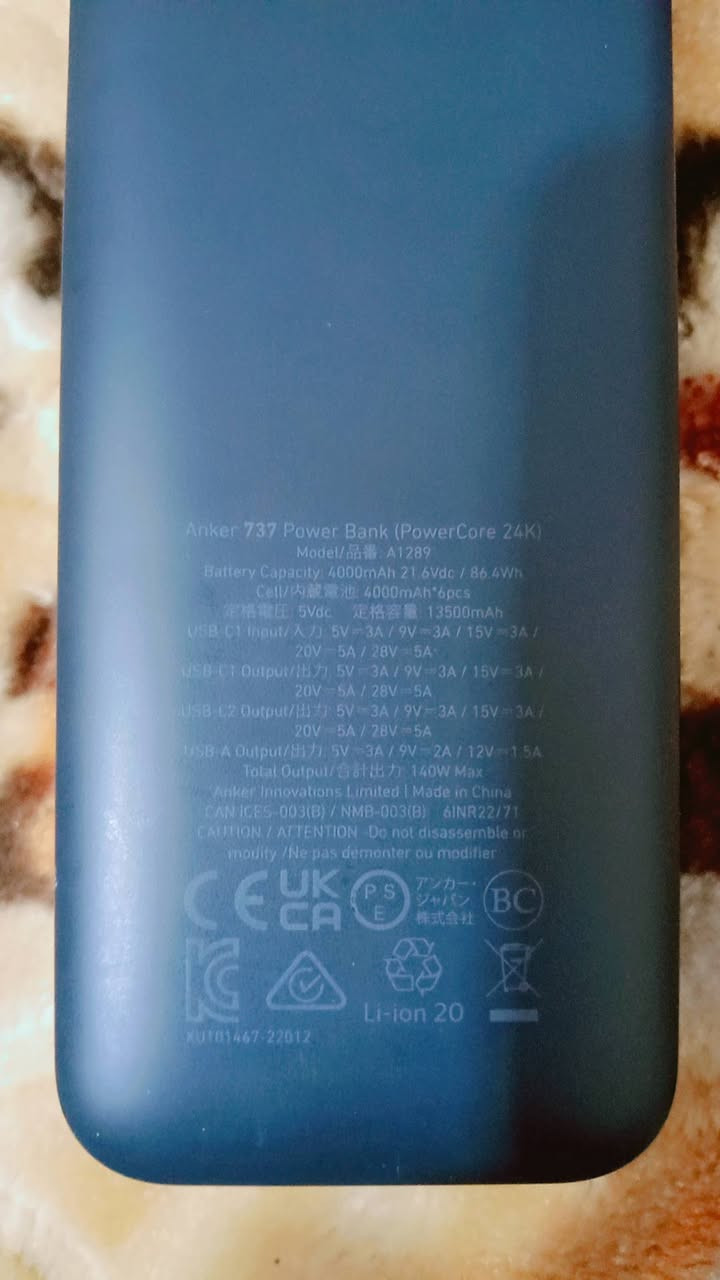 Anker 737 Power Bank (PowerCore 24K)
Model/品番: A1289
Battery Capacity: 4000mAh 21.6Vdc / 86.4Wh
Cell/内蔵電池: 4000mAh*6pcs
定格電圧: 5Vdc 定格容量: 13500mAh
USB-C1 Input/入力: 5V⎓3A / 9V⎓3A / 15V⎓3A /
20V⎓5A / 28V⎓5A
USB-C1 Output/出力: 5V⎓3A / 9V⎓3A / 15V⎓3A /
20V⎓5A / 28V⎓5A
USB-C2 Output/出力: 5V⎓3A / 9V⎓3A / 15V⎓3A /
20V⎓5A / 28V⎓5A
USB-A Output/出力: 5V⎓3A / 9V⎓2A / 12V⎓1.5A
Total Output/合計出力: 140W Max
Anker Innovations Limited | Made in China
CAN ICES-003(B) / NMB-003(B) 6INR22/71
CAUTION / ATTENTION -Do not disassemble or
modify /Ne pas démonter ou modifier
CE UK CA PSE アンカー・ジャパン株式会社 BC
KC
Li-ion 20
XUT01467-22012